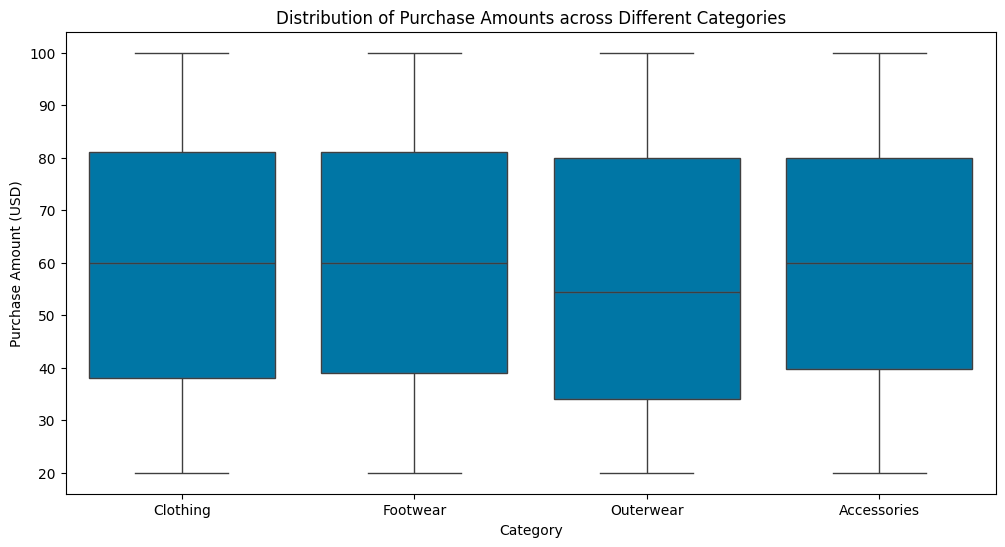 Distribution of Purchase Amounts across Different Categories
Purchase Amount (USD)
100
90
80
70
60
50
40
30
20
Clothing
Footwear
Outerwear
Accessories
Category